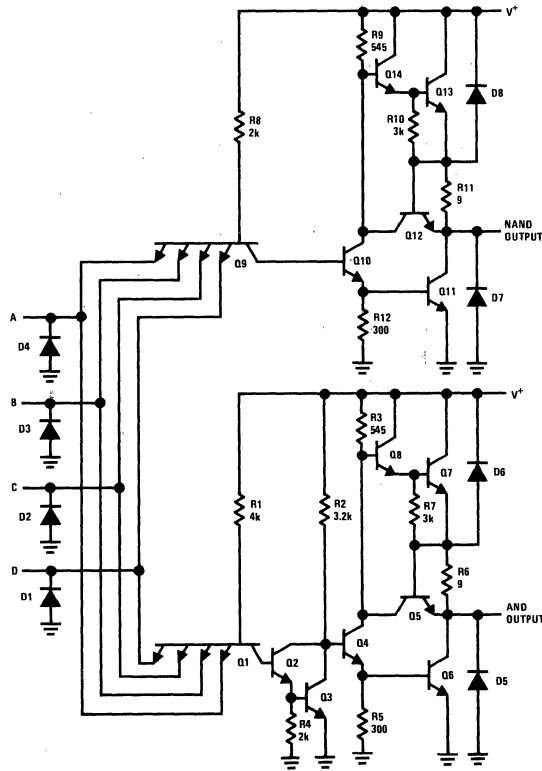 V+
R9
545
Q14
Q13
D8
R8
2k
R10
3k
R11
9
NAND
OUTPUT
Q12
Q9
Q10
Q11
D7
A
R12
300
D4
V+
B
R3
545
D3
Q8
Q7
D6
C
R1
4k
R2
3.2k
R7
3k
D2
R6
9
D
AND
OUTPUT
D1
Q5
Q1
Q2
Q4
Q6
D5
Q3
R4
2k
R5
300